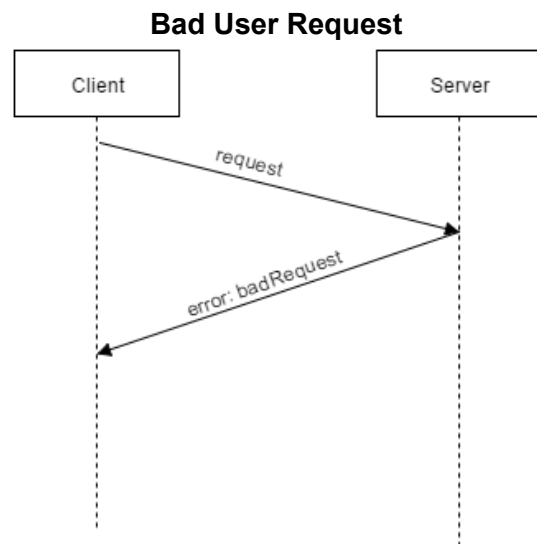 Bad User Request
Client
Server
request
error: badRequest